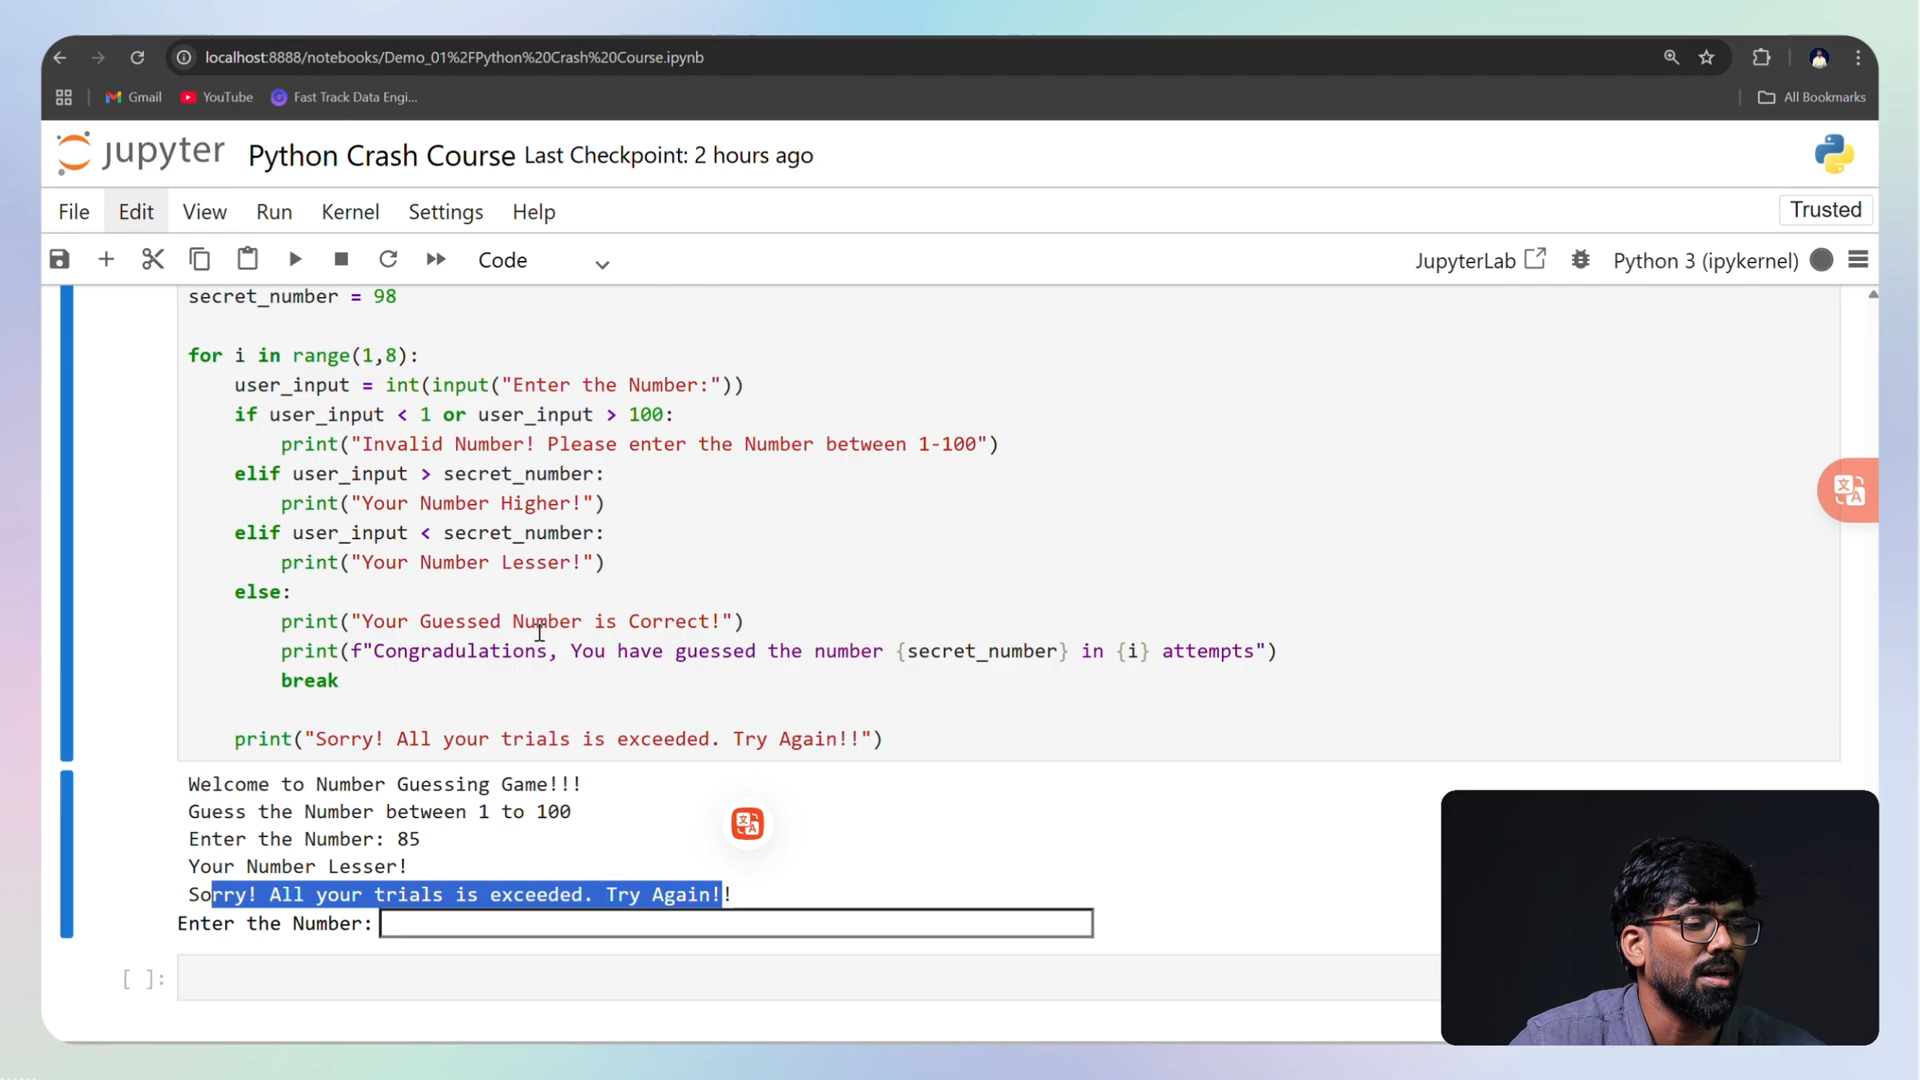 localhost:8888/notebooks/Demo_01%2FPython%20Crash%20Course.ipynb
Gmail YouTube Fast Track Data Engi... All Bookmarks
jupyter Python Crash Course Last Checkpoint: 2 hours ago
File Edit View Run Kernel Settings Help Trusted
Code JupyterLab Python 3 (ipykernel)
secret_number = 98
for i in range(1,8):
    user_input = int(input("Enter the Number:"))
    if user_input < 1 or user_input > 100:
        print("Invalid Number! Please enter the Number between 1-100")
    elif user_input > secret_number:
        print("Your Number Higher!")
    elif user_input < secret_number:
        print("Your Number Lesser!")
    else:
        print("Your Guessed Number is Correct!")
        print(f"Congradulations, You have guessed the number {secret_number} in {i} attempts")
        break
    print("Sorry! All your trials is exceeded. Try Again!!")
Welcome to Number Guessing Game!!!
Guess the Number between 1 to 100
Enter the Number: 85
Your Number Lesser!
Sorry! All your trials is exceeded. Try Again!!
Enter the Number:
[ ]: